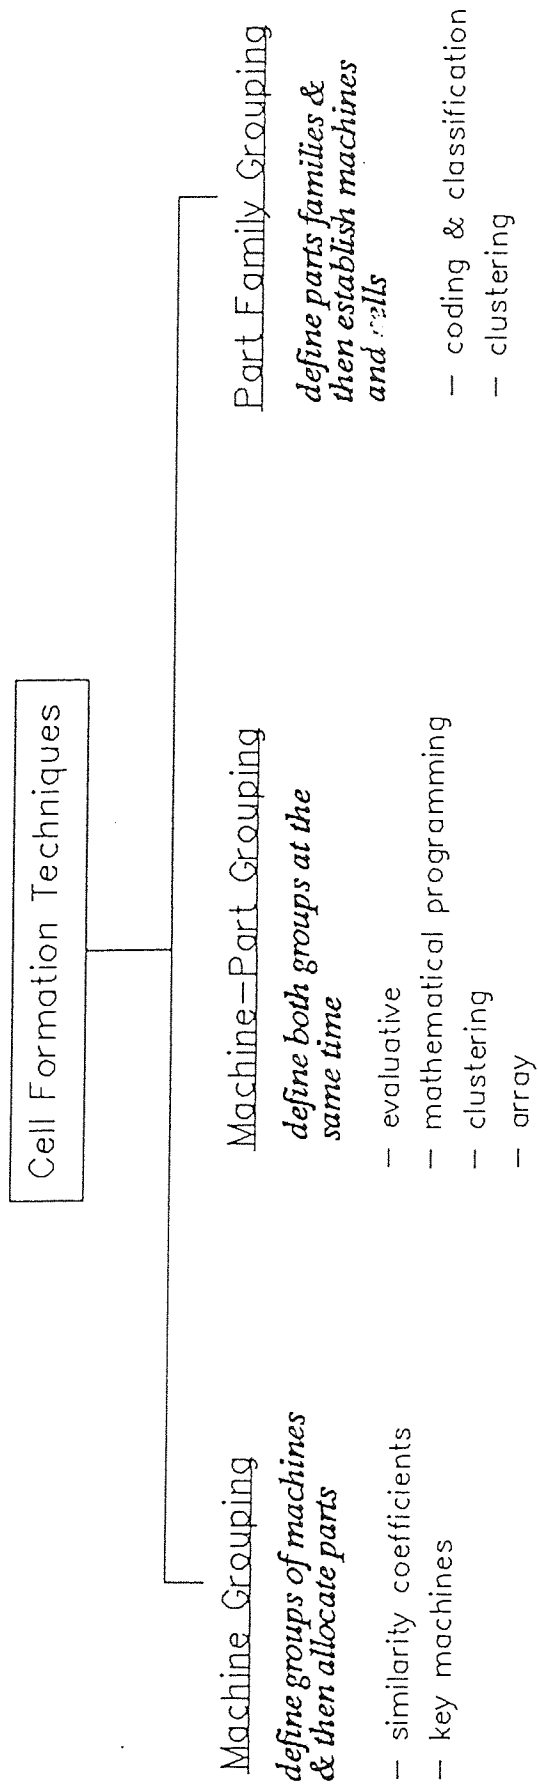 Cell Formation Techniques
Machine Grouping
define groups of machines
& then allocate parts
– similarity coefficients
– key machines
Machine–Part Grouping
define both groups at the
same time
– evaluative
– mathematical programming
– clustering
– array
Part Family Grouping
define parts families &
then establish machines
and cells
– coding & classification
– clustering